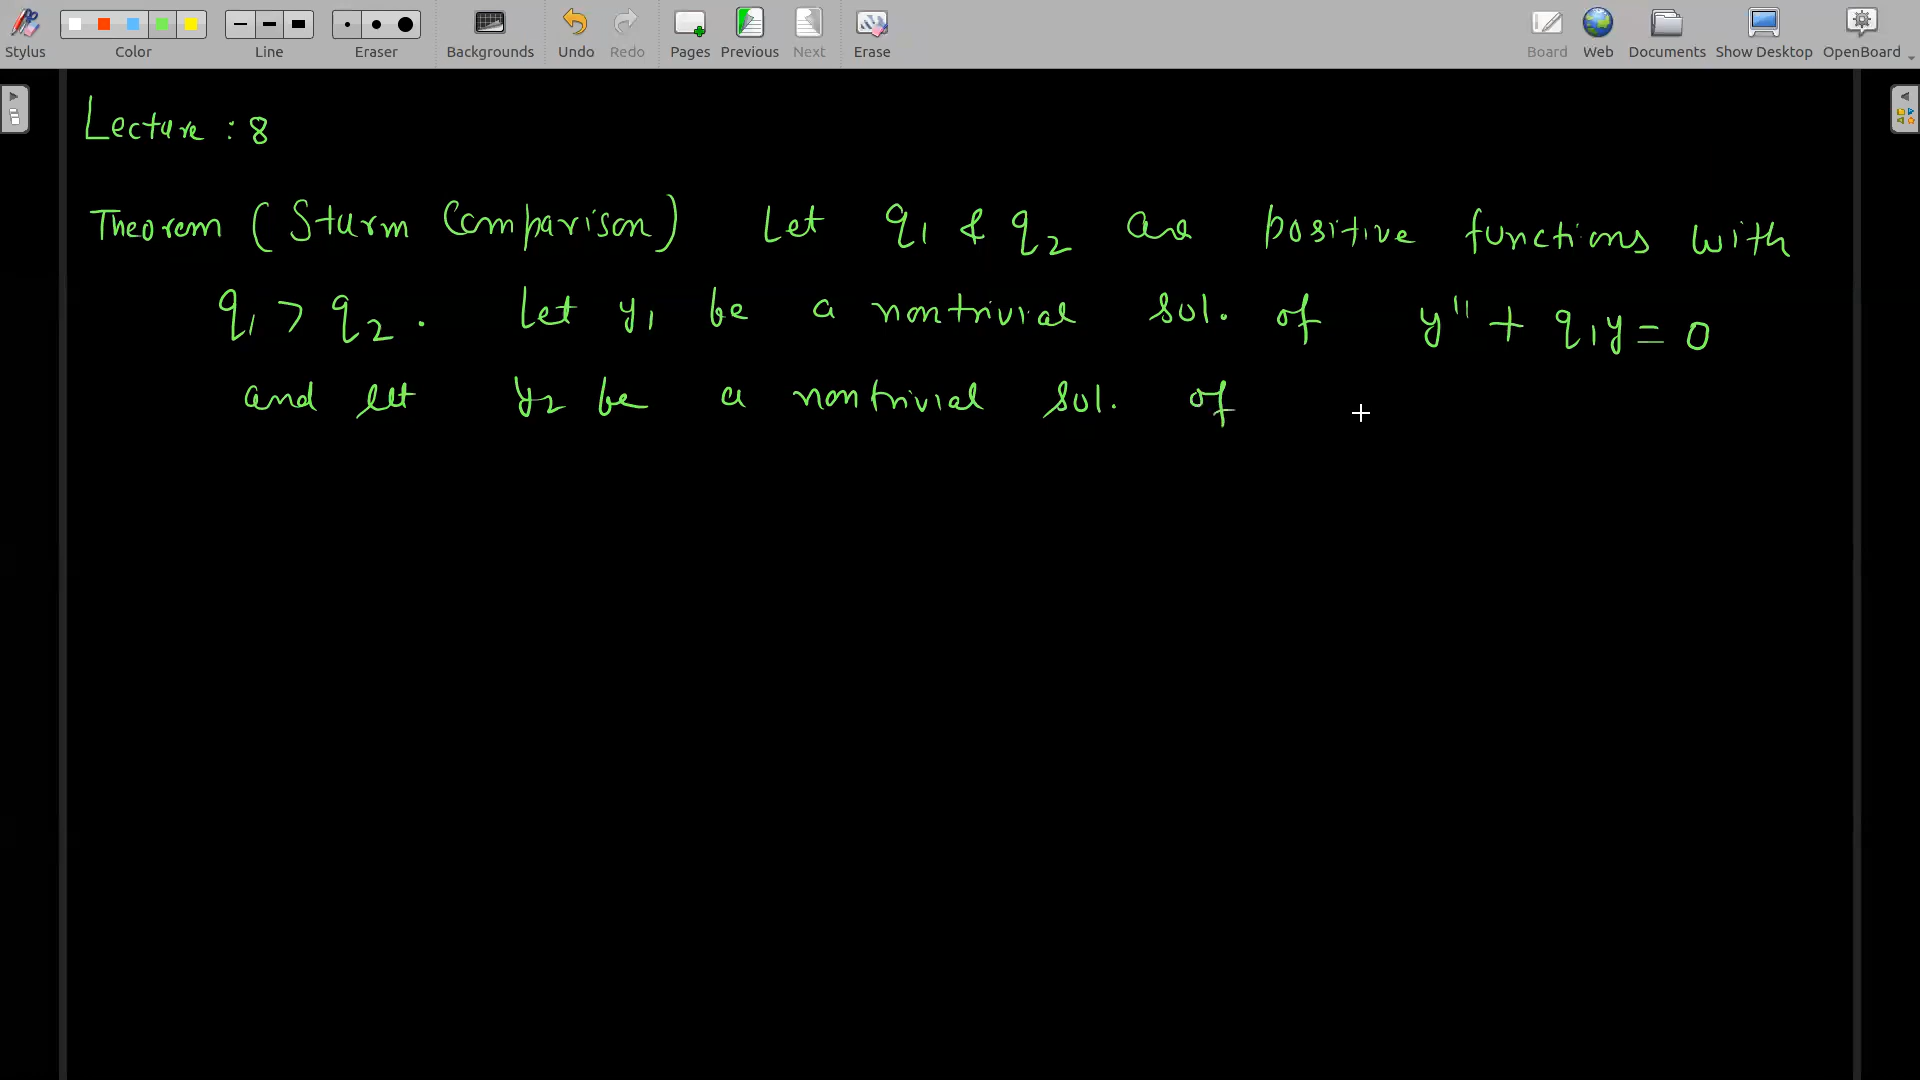 Stylus Color Line Eraser Backgrounds Undo Redo Pages Previous Next Erase Board Web Documents Show Desktop OpenBoard
Lecture : 8
Theorem (Sturm Comparison) Let q₁ & q₂ are positive functions with
q₁ > q₂. Let y₁ be a nontrivial sol. of y'' + q₁y = 0
and let y₂ be a nontrivial sol. of